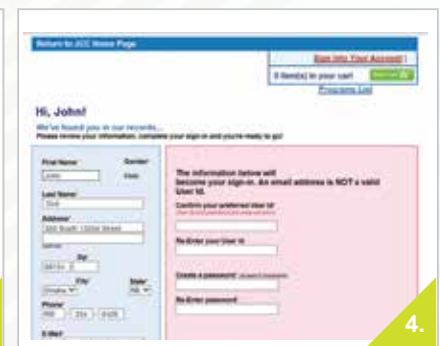 Return to JCC Home Page
Sign Into Your Account
0 item(s) in your cart
Programs List
Hi, John!
We've found you in our records...
Please review your information, complete your sign-in and you're ready to go!
First Name
Gender
John
Last Name
Address
Street
Zip
City
State
Omaha
NE
Phone
E-Mail
The information below will
become your sign-in. An email address is NOT a valid
User Id.
Confirm your preferred User Id
Re-Enter your User Id
Create a password
Re-Enter password
4.